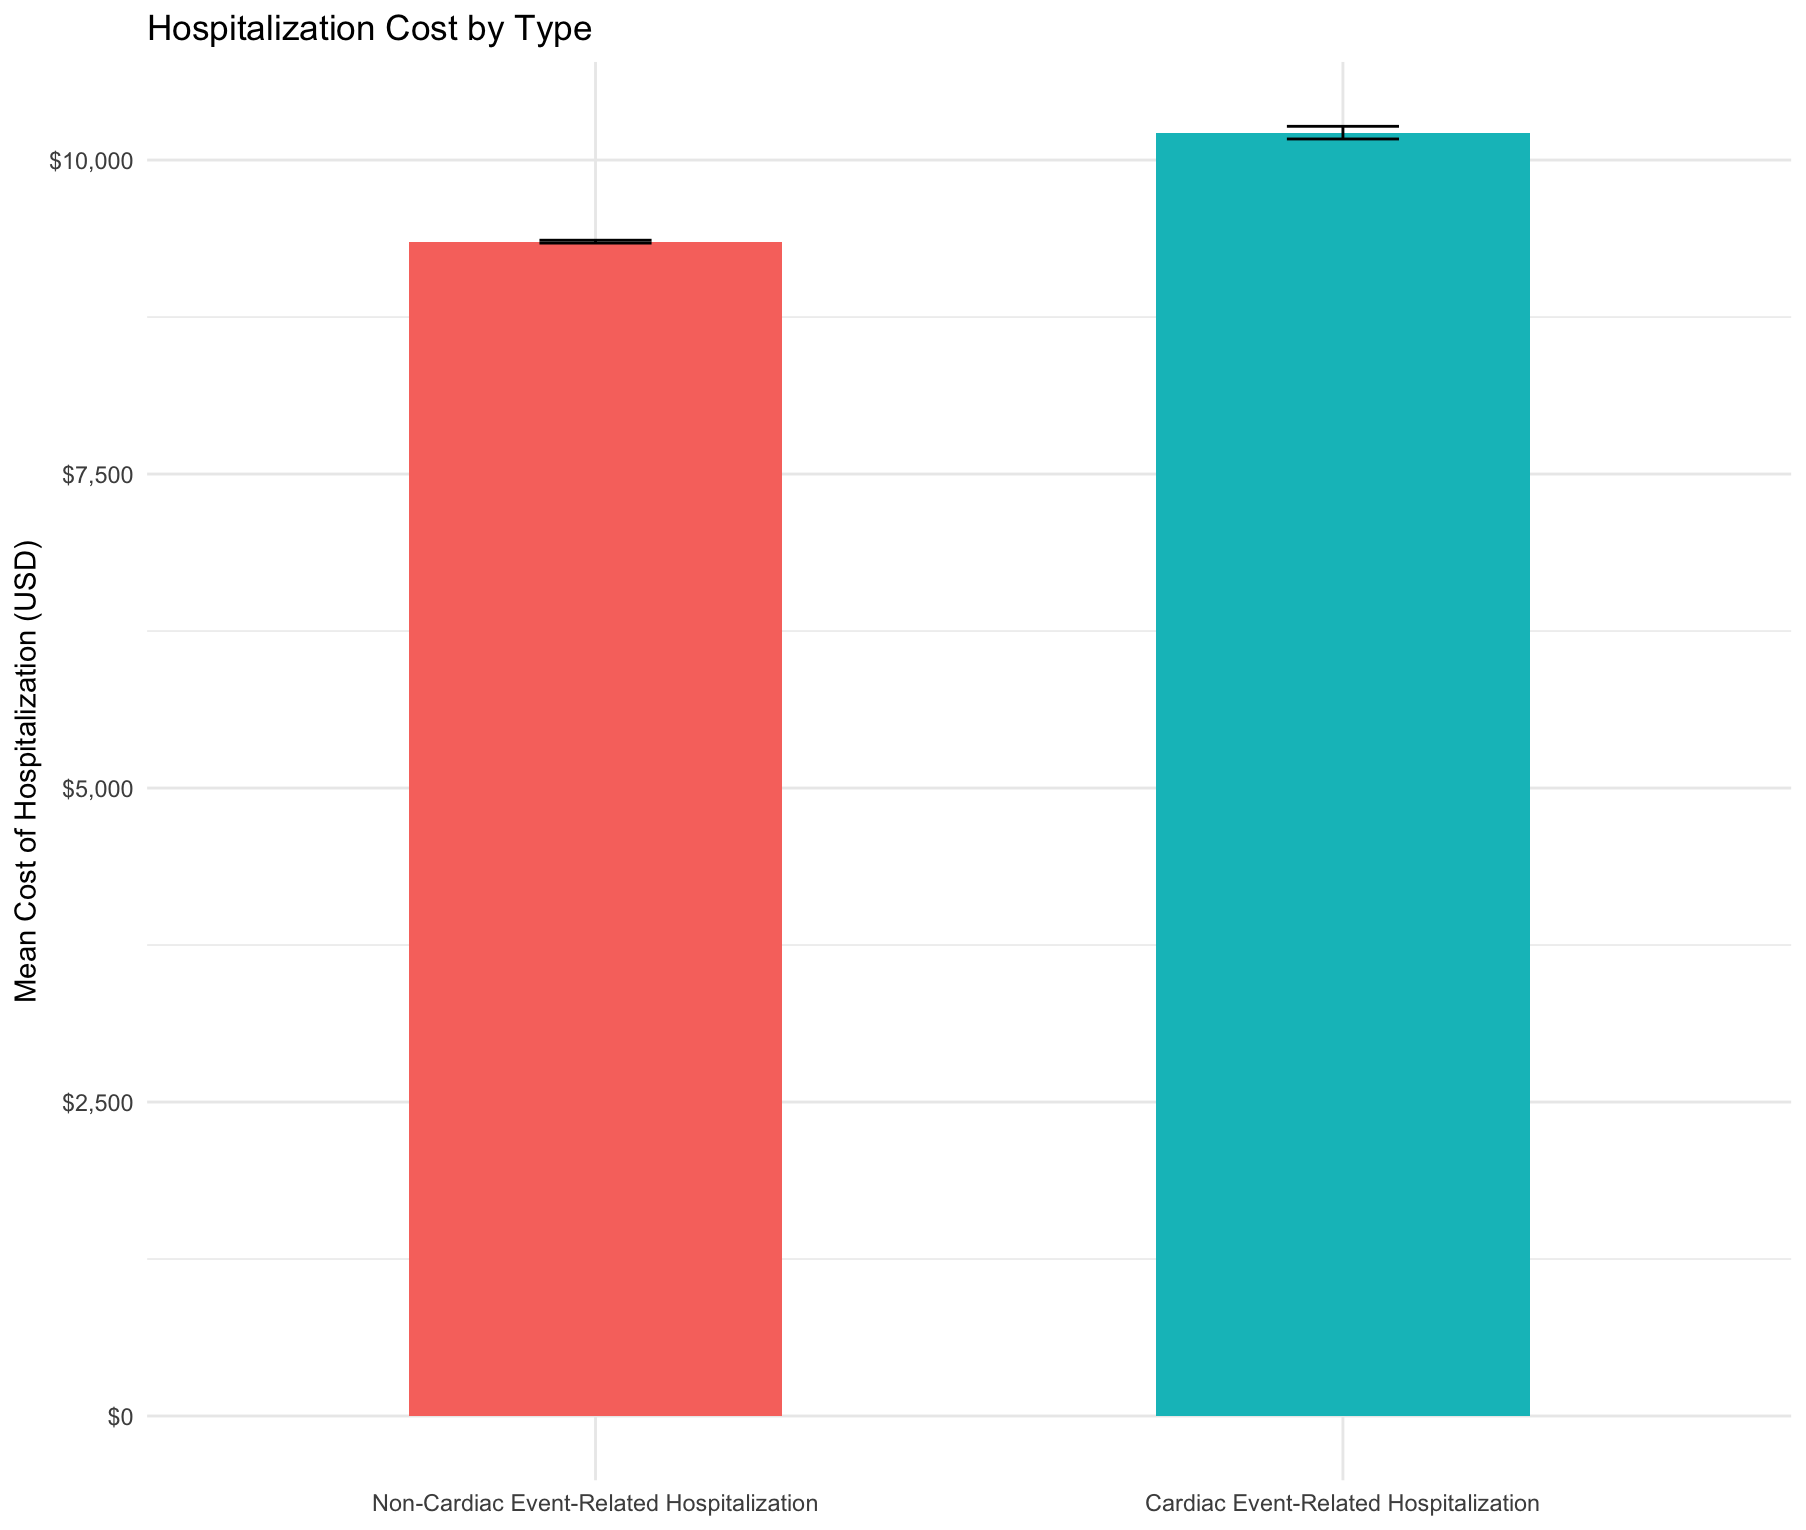 Hospitalization Cost by Type
Mean Cost of Hospitalization (USD)
$10,000
$7,500
$5,000
$2,500
$0
Non-Cardiac Event-Related Hospitalization
Cardiac Event-Related Hospitalization